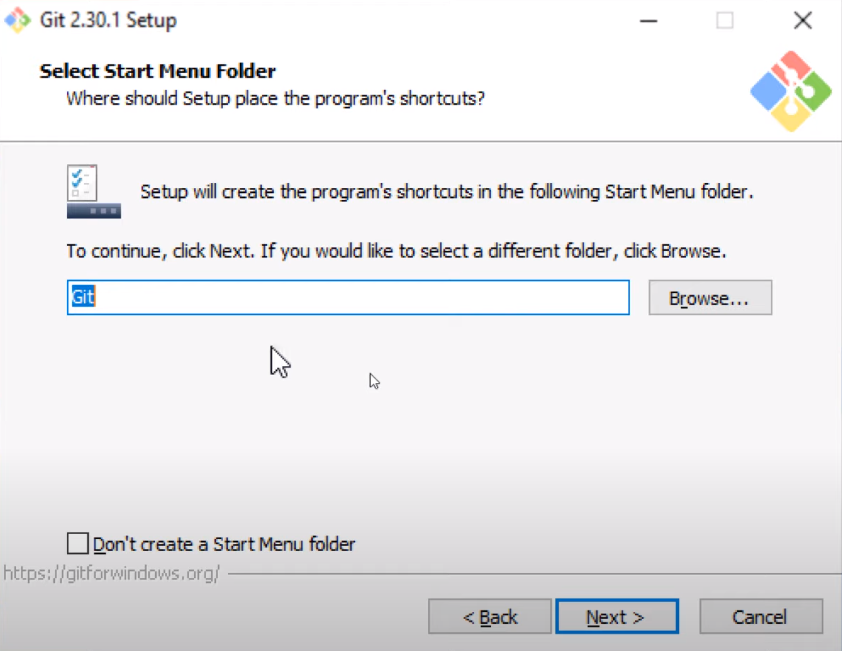 Git 2.30.1 Setup
Select Start Menu Folder
Where should Setup place the program's shortcuts?
Setup will create the program's shortcuts in the following Start Menu folder.
To continue, click Next. If you would like to select a different folder, click Browse.
Git
Browse...
Don't create a Start Menu folder
https://gitforwindows.org/
< Back
Next >
Cancel